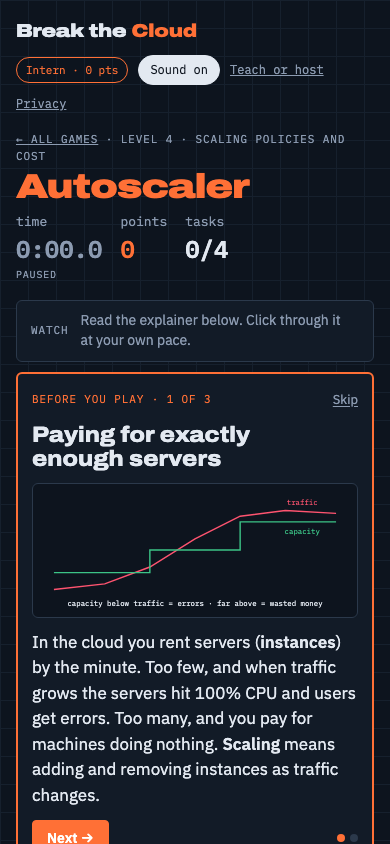 Break the Cloud
Intern · 0 pts
Sound on
Teach or host
Privacy
← ALL GAMES · LEVEL 4 · SCALING POLICIES AND
COST
Autoscaler
time
points
tasks
0:00.0
0
0/4
PAUSED
WATCH
Read the explainer below. Click through it
at your own pace.
BEFORE YOU PLAY · 1 OF 3
Skip
Paying for exactly
enough servers
traffic
capacity
capacity below traffic = errors · far above = wasted money
In the cloud you rent servers (instances)
by the minute. Too few, and when traffic
grows the servers hit 100% CPU and users
get errors. Too many, and you pay for
machines doing nothing. Scaling means
adding and removing instances as traffic
changes.
Next →